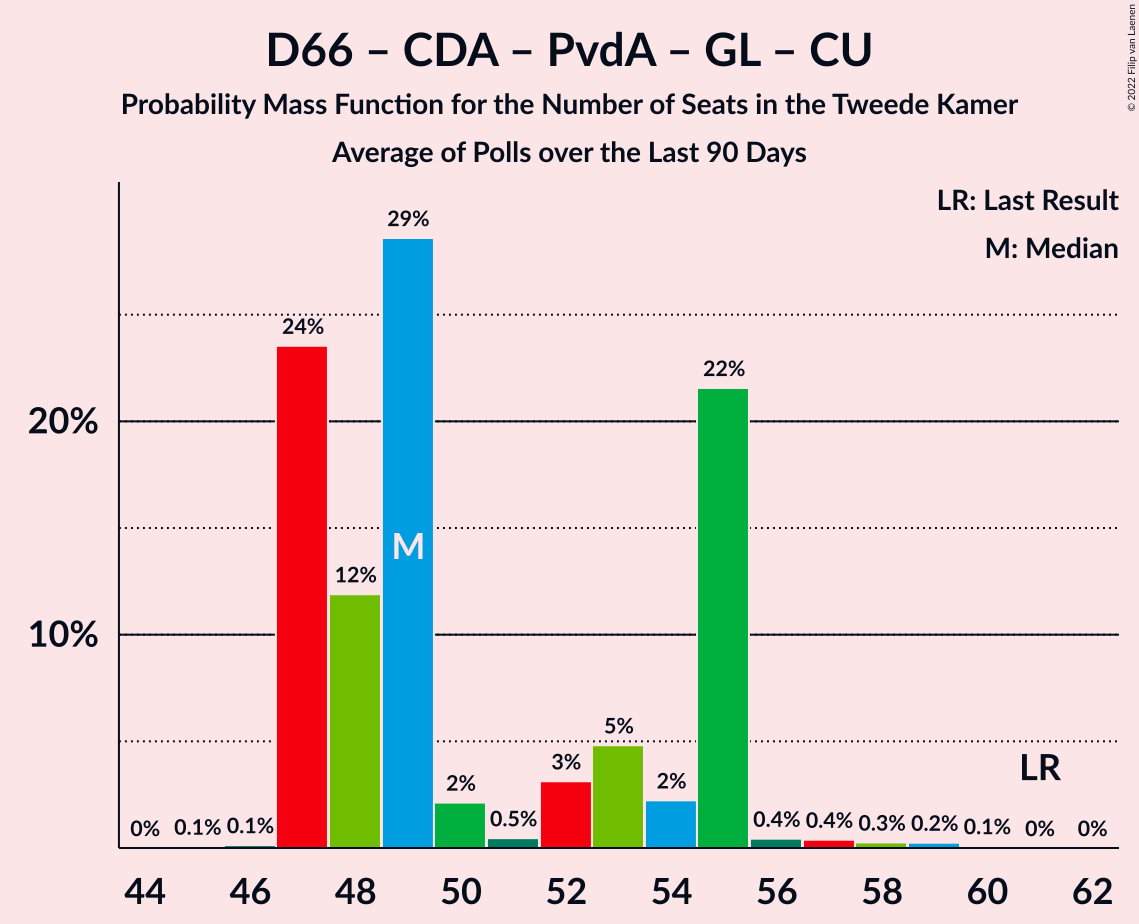 D66 – CDA – PvdA – GL – CU
Probability Mass Function for the Number of Seats in the Tweede Kamer
Average of Polls over the Last 90 Days
© 2022 Filip van Laenen
LR: Last Result
M: Median
29%
24%
22%
20%
M
12%
10%
5%
3%
2%
2%
LR
0%
0.1%
0.1%
0.5%
0.4%
0.4%
0.3%
0.2%
0.1%
0%
0%
44 46 48 50 52 54 56 58 60 62